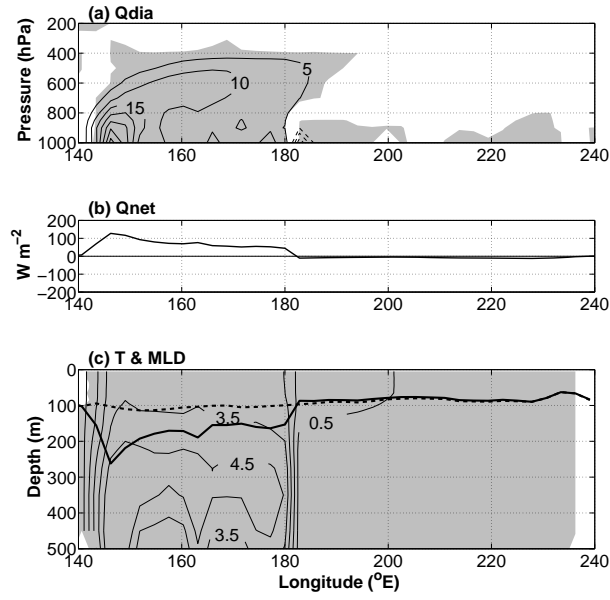 (a) Qdia
Pressure (hPa)
200
400
600
800
1000
5
10
15
140 160 180 200 220 240
(b) Qnet
W m−2
200
100
0
−100
−200
140 160 180 200 220 240
(c) T & MLD
Depth (m)
0
100
200
300
400
500
3.5
0.5
4.5
3.5
140 160 180 200 220 240
Longitude (oE)